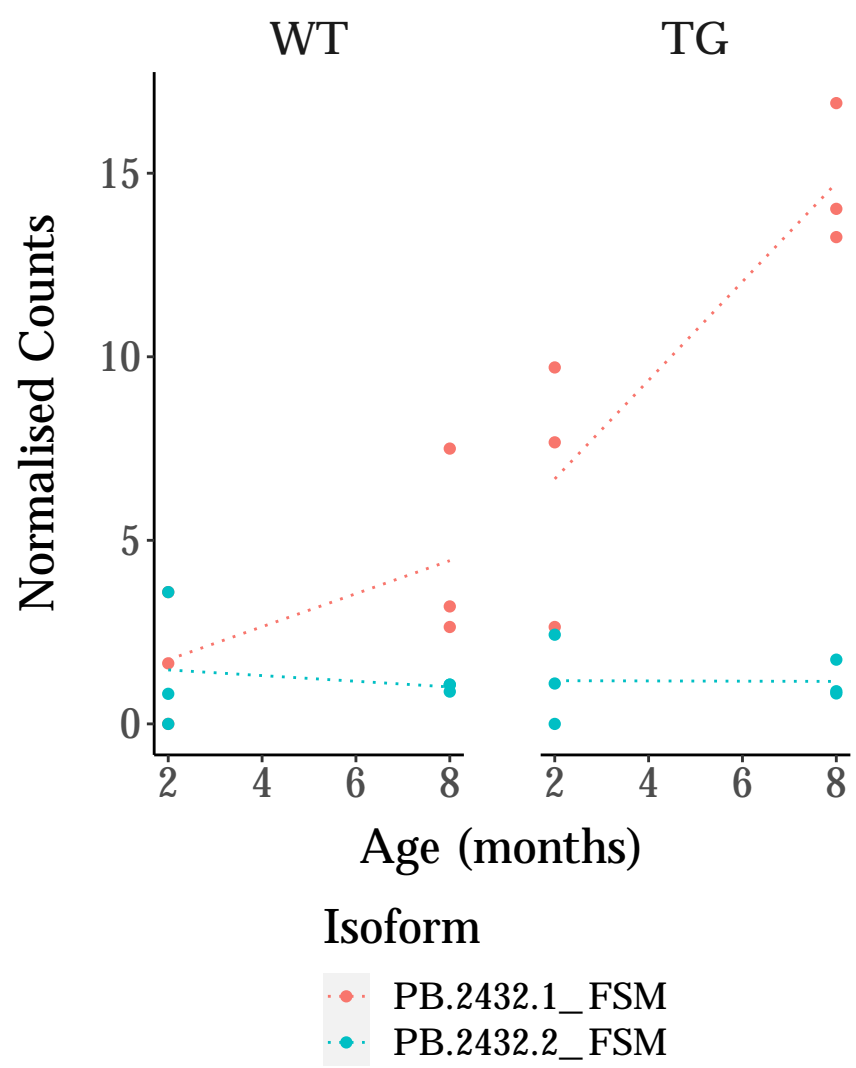 WT TG
15
10
5
0
Normalised Counts
2 4 6 8 2 4 6 8
Age (months)
Isoform
PB.2432.1_FSM
PB.2432.2_FSM